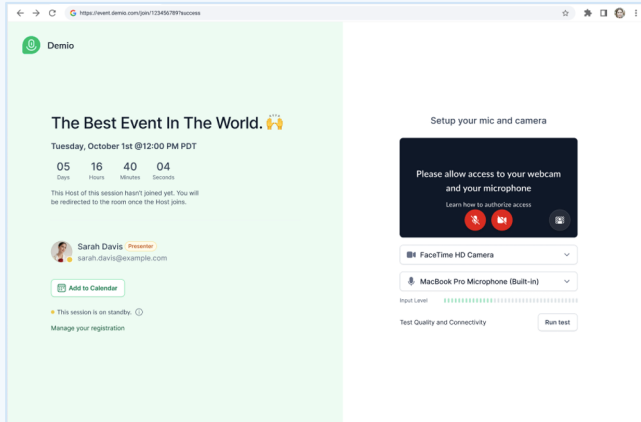 https://event.demio.com/join/123456789?success
Demio
The Best Event In The World. 🙌
Tuesday, October 1st @12:00 PM PDT
05 16 40 04
Days Hours Minutes Seconds
This Host of this session hasn't joined yet. You will
be redirected to the room once the Host joins.
Sarah Davis Presenter
sarah.davis@example.com
Add to Calendar
This session is on standby.
Manage your registration
Setup your mic and camera
Please allow access to your webcam
and your microphone
Learn how to authorize access
FaceTime HD Camera
MacBook Pro Microphone (Built-in)
Input Level
Test Quality and Connectivity Run test